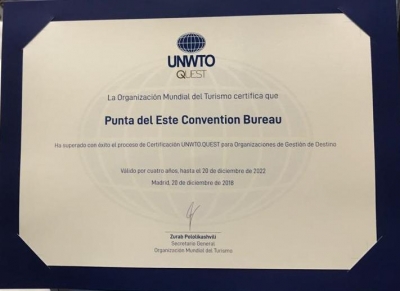 UNWTO
QUEST
La Organización Mundial del Turismo certifica que
Punta del Este Convention Bureau
Ha superado con éxito el proceso de Certificación UNWTO.QUEST para Organizaciones de Gestión de Destino
Válido por cuatro años, hasta el 20 de diciembre de 2022
Madrid, 20 de diciembre de 2018
Zurab Pololikashvili
Secretario General
Organización Mundial del Turismo